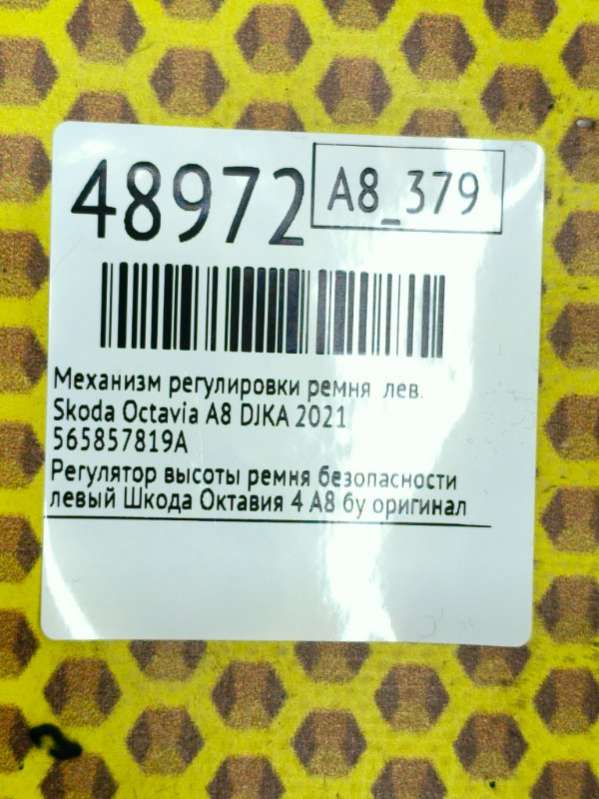 48972
A8_379
Механизм регулировки ремня лев.
Skoda Octavia A8 DJKA 2021
565857819A
Регулятор высоты ремня безопасности
левый Шкода Октавия 4 А8 бу оригинал